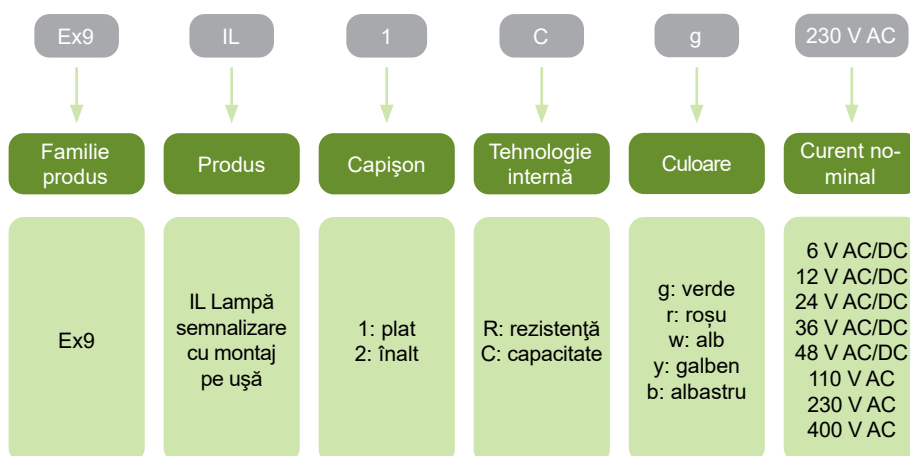 Ex9
IL
1
C
g
230 V AC
Familie
produs
Produs
Capişon
Tehnologie
internă
Culoare
Curent no-
minal
Ex9
IL Lampă
semnalizare
cu montaj
pe uşă
1: plat
2: înalt
R: rezistenţă
C: capacitate
g: verde
r: roșu
w: alb
y: galben
b: albastru
6 V AC/DC
12 V AC/DC
24 V AC/DC
36 V AC/DC
48 V AC/DC
110 V AC
230 V AC
400 V AC